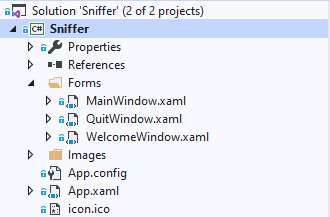 Solution 'Sniffer' (2 of 2 projects)
C# Sniffer
Properties
References
Forms
MainWindow.xaml
QuitWindow.xaml
WelcomeWindow.xaml
Images
App.config
App.xaml
icon.ico